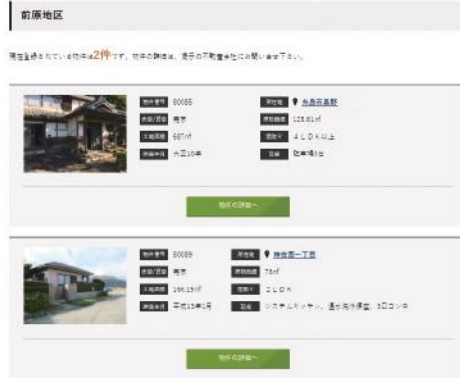 前原地区
現在登録されている物件は2件です。物件の詳細は、提示の不動産会社にお問い合せ下さい。
物件番号 80085 所在地 糸島市高野
売却/賃貸 売家 建物面積 128.61㎡
土地面積 687㎡ 間取り 4LDK以上
建築年月 大正10年 設備 駐車場3台
物件の詳細へ
物件番号 80089 所在地 神在西一丁目
売却/賃貸 売家 建物面積 76㎡
土地面積 166.19㎡ 間取り 2LDK
建築年月 平成13年1月 設備 システムキッチン、温水洗浄便座、3口コンロ
物件の詳細へ